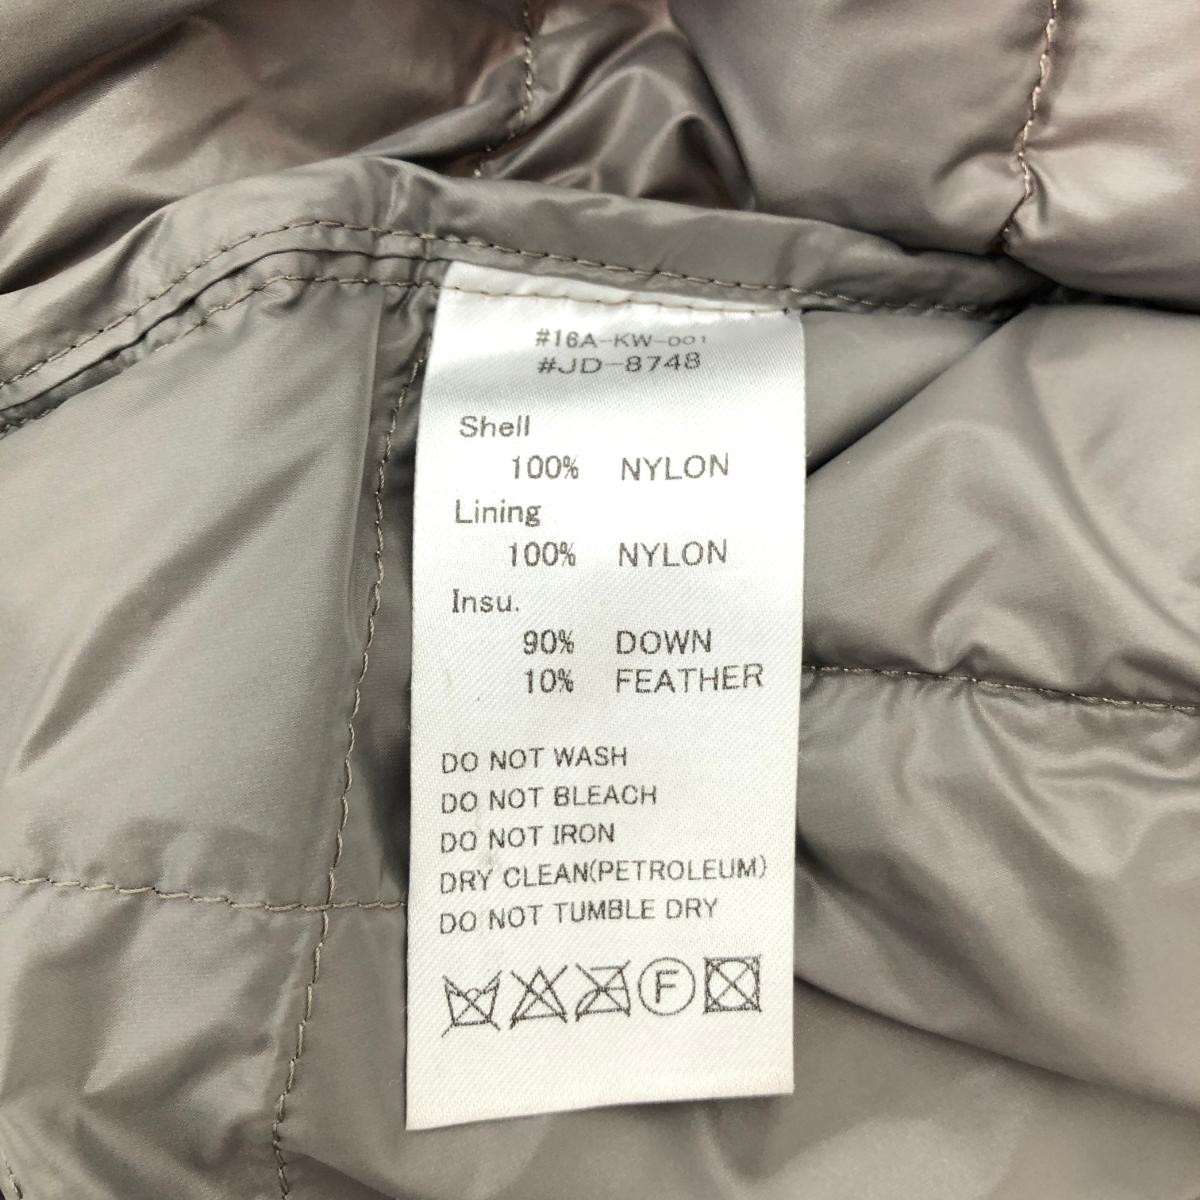 #16A-KW-001
#JD-8748
Shell
100% NYLON
Lining
100% NYLON
Insu.
90% DOWN
10% FEATHER
DO NOT WASH
DO NOT BLEACH
DO NOT IRON
DRY CLEAN(PETROLEUM)
DO NOT TUMBLE DRY
F